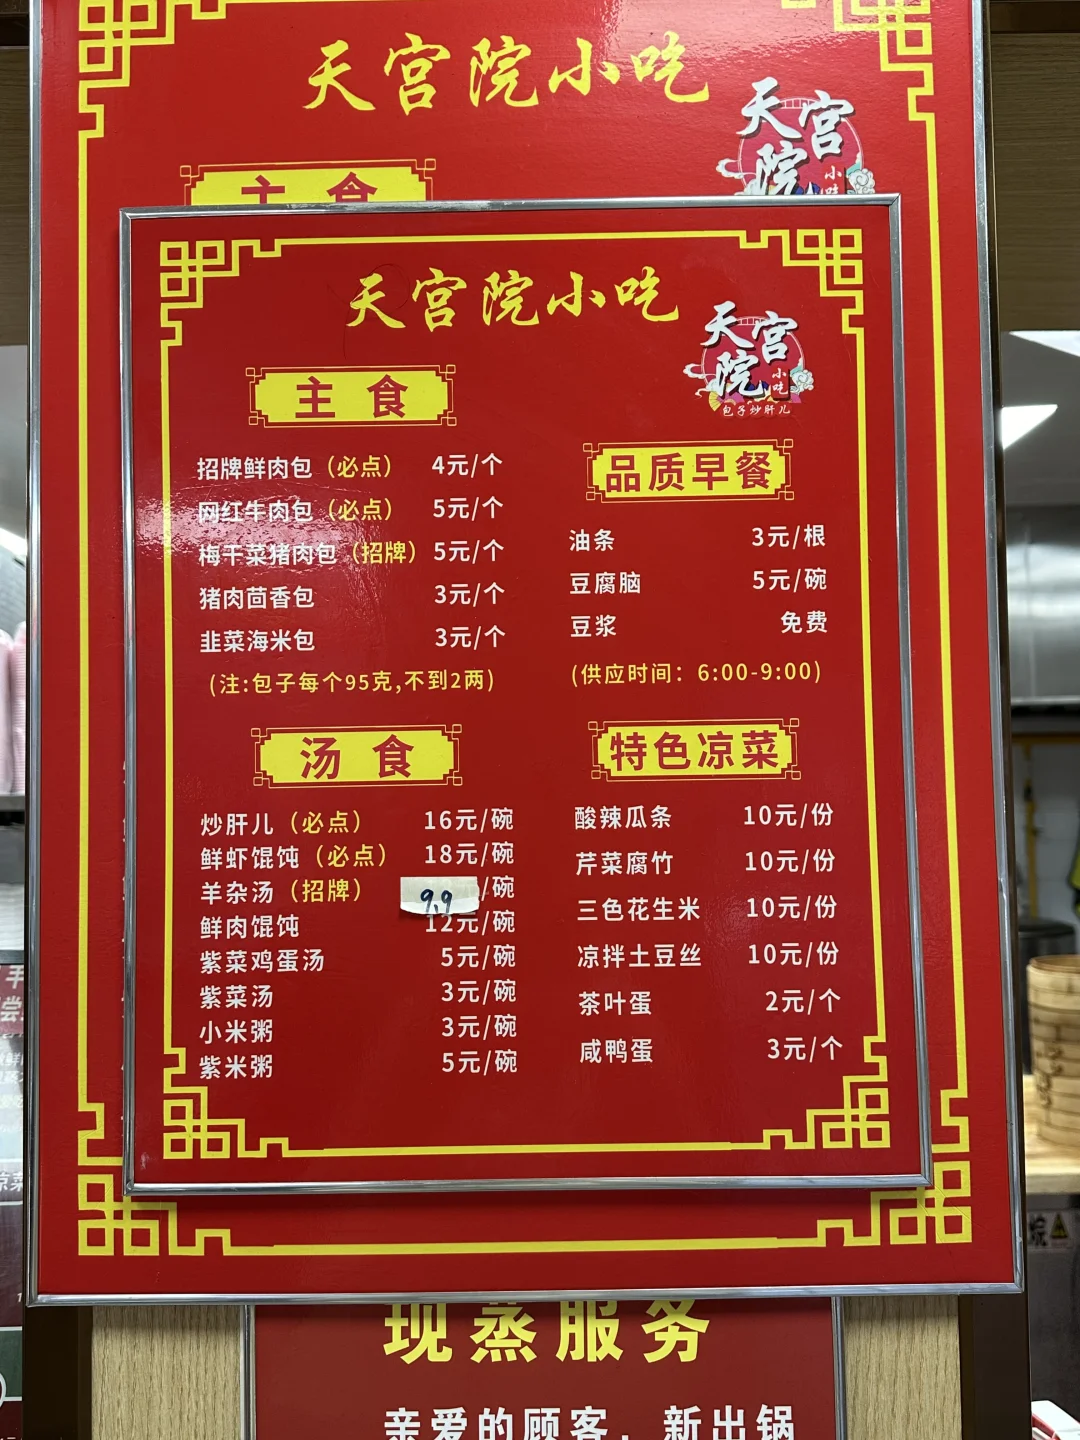 天宫院小吃
天宫
院 小吃
主食
天宫院小吃
天宫
院 小吃
包子炒肝儿
主食
招牌鲜肉包（必点） 4元/个
网红牛肉包（必点） 5元/个
梅干菜猪肉包（招牌） 5元/个
猪肉茴香包 3元/个
韭菜海米包 3元/个
(注:包子每个95克,不到2两)
品质早餐
油条 3元/根
豆腐脑 5元/碗
豆浆 免费
(供应时间：6:00-9:00)
汤食
炒肝儿（必点） 16元/碗
鲜虾馄饨（必点） 18元/碗
羊杂汤（招牌） 9.9/碗
鲜肉馄饨 12元/碗
紫菜鸡蛋汤 5元/碗
紫菜汤 3元/碗
小米粥 3元/碗
紫米粥 5元/碗
特色凉菜
酸辣瓜条 10元/份
芹菜腐竹 10元/份
三色花生米 10元/份
凉拌土豆丝 10元/份
茶叶蛋 2元/个
咸鸭蛋 3元/个
现蒸服务
亲爱的顾客，新出锅